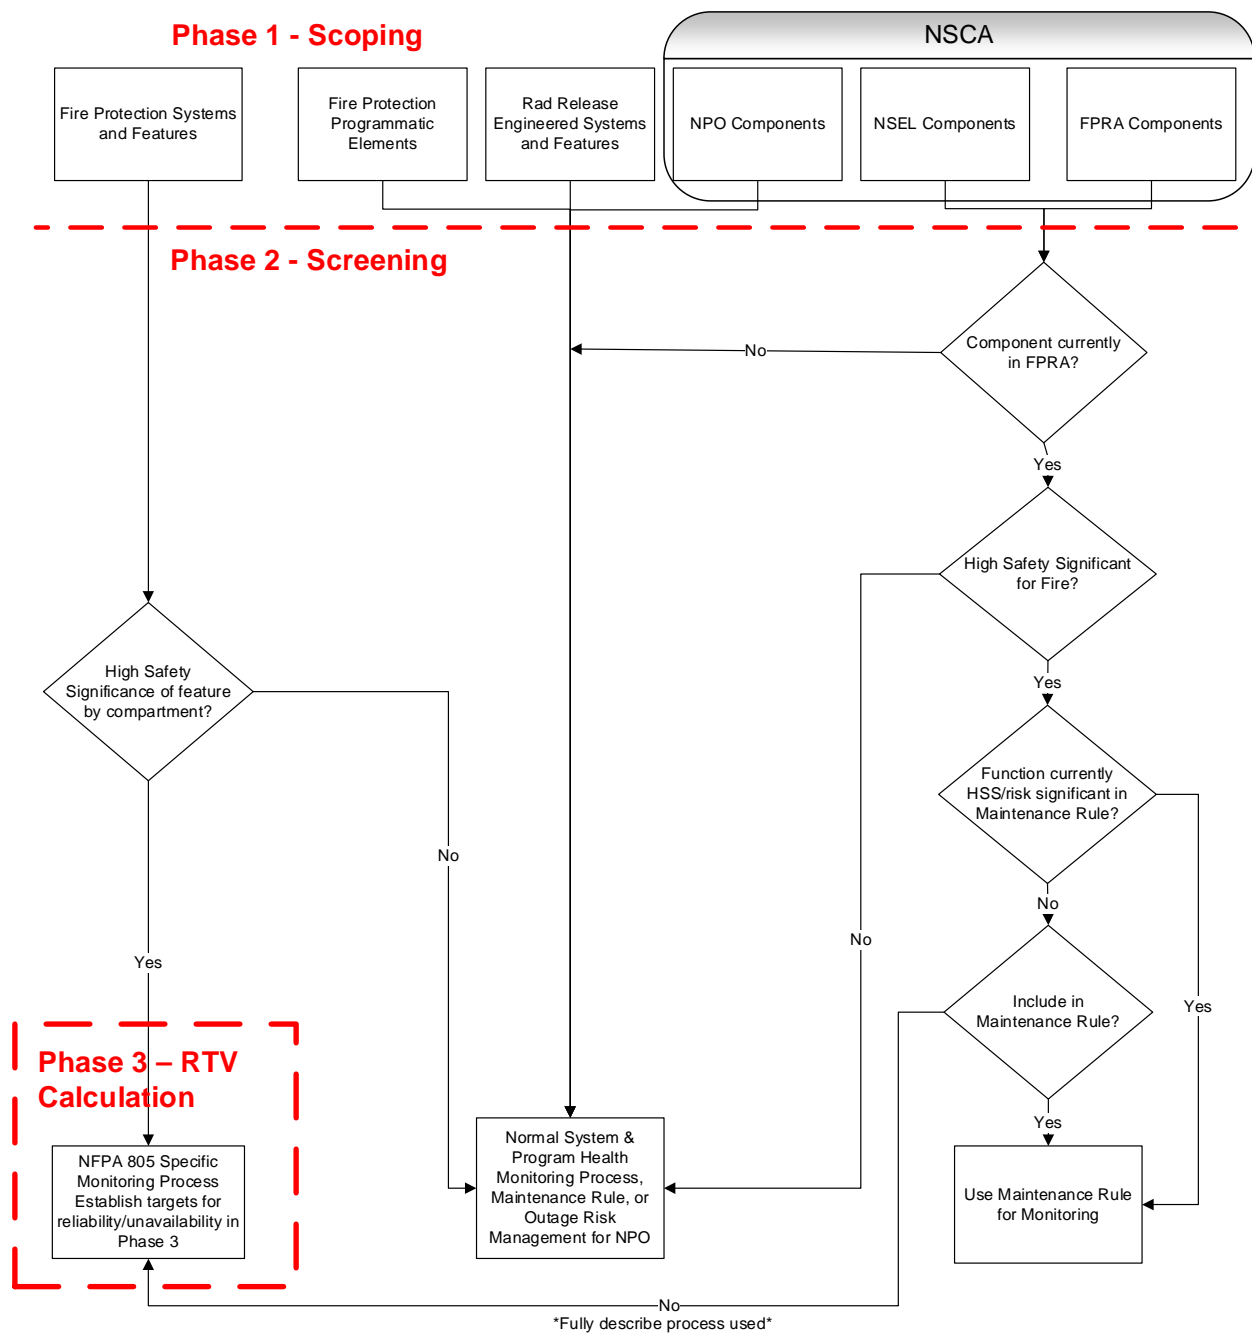 Phase 1 - Scoping
NSCA
Fire Protection Systems
and Features
Fire Protection
Programmatic
Elements
Rad Release
Engineered Systems
and Features
NPO Components
NSEL Components
FPRA Components
Phase 2 - Screening
Component currently
in FPRA?
No
Yes
High Safety Significant
for Fire?
High Safety
Significance of feature
by compartment?
Yes
Function currently
HSS/risk significant in
Maintenance Rule?
No
No
No
Yes
Include in
Maintenance Rule?
Yes
Phase 3 – RTV
Calculation
Yes
NFPA 805 Specific
Monitoring Process
Establish targets for
reliability/unavailability in
Phase 3
Normal System &
Program Health
Monitoring Process,
Maintenance Rule, or
Outage Risk
Management for NPO
Use Maintenance Rule
for Monitoring
No
*Fully describe process used*